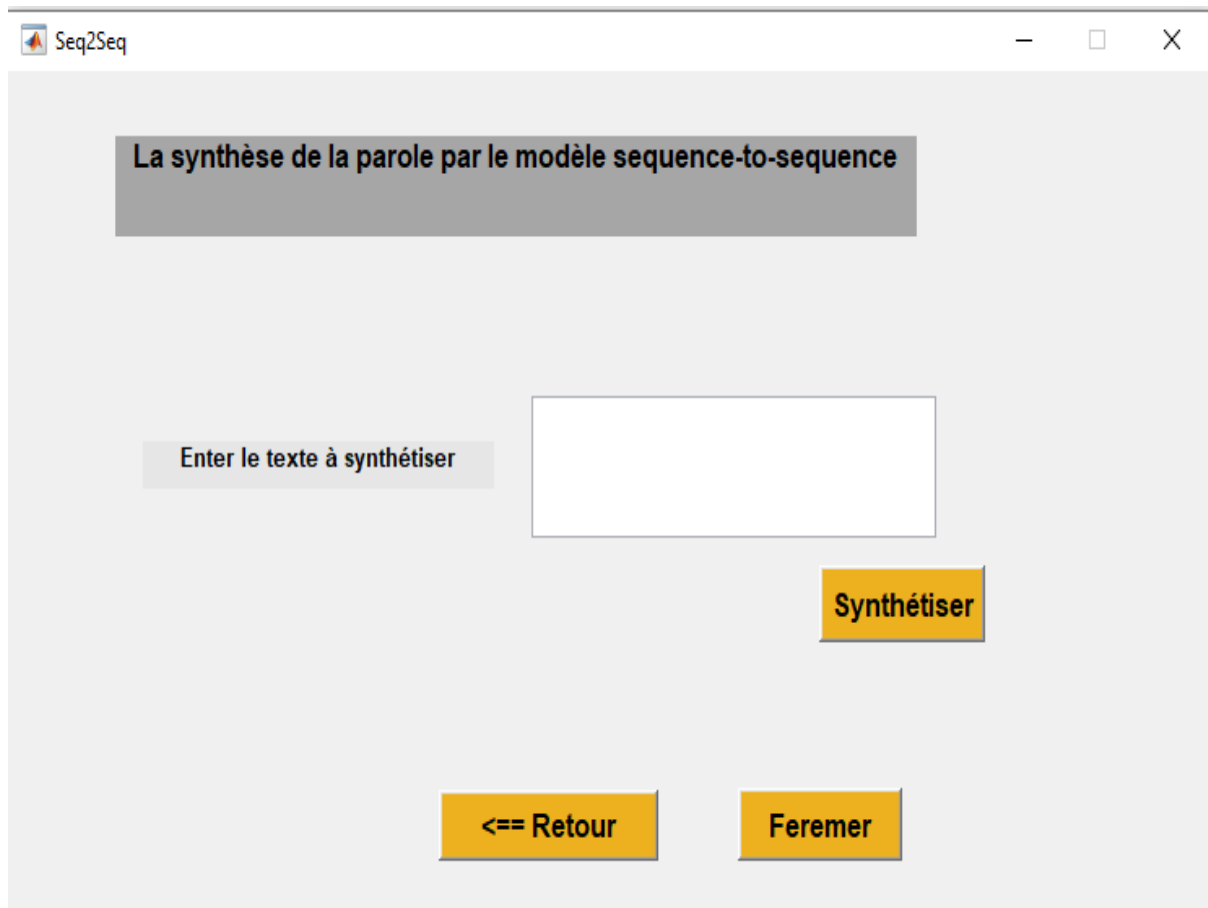 Seq2Seq
La synthèse de la parole par le modèle sequence-to-sequence
Enter le texte à synthétiser
Synthétiser
<== Retour
Feremer